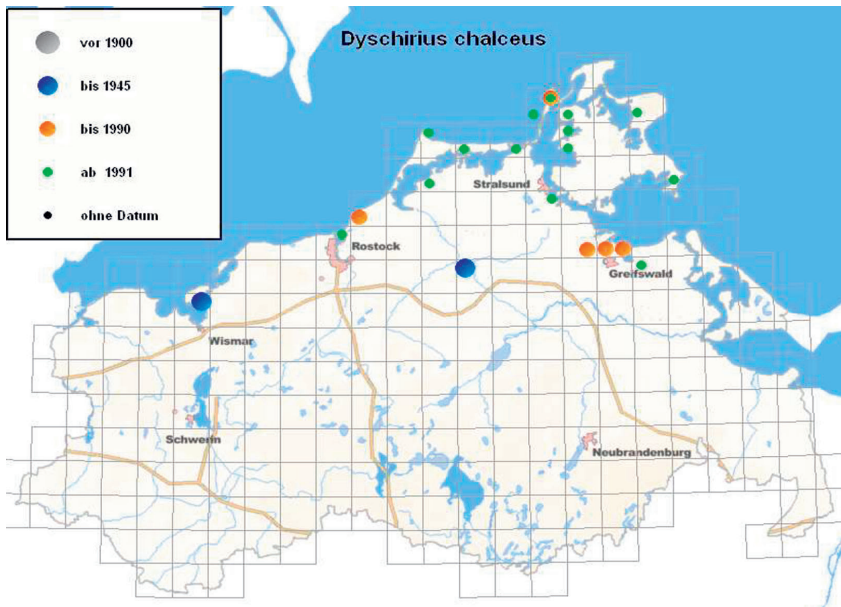 Dyschirius chalceus
vor 1900
bis 1945
bis 1990
ab 1991
ohne Datum
Stralsund
Rostock
Greifswald
Wismar
Schwerin
Neubrandenburg